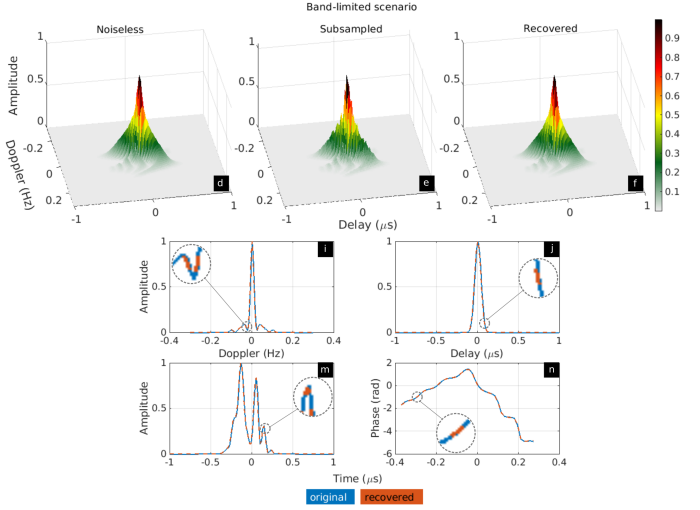 Band-limited scenario
Noiseless
Subsampled
Recovered
Amplitude
1
0.5
0
-0.2
0
0.2
Doppler (Hz)
-1
0
1
d
1
0.5
0
-0.2
0
0.2
-1
0
1
e
Delay (μs)
1
0.5
0
-0.2
0
0.2
-1
0
1
f
0.9
0.8
0.7
0.6
0.5
0.4
0.3
0.2
0.1
Amplitude
1
0.5
0
-0.4 -0.2 0 0.2 0.4
Doppler (Hz)
i
1
0.5
0
-1 -0.5 0 0.5 1
Delay (μs)
j
Amplitude
1
0.5
0
-1 -0.5 0 0.5 1
m
Phase (rad)
2
0
-2
-4
-6
-0.4 -0.2 0 0.2 0.4
n
Time (μs)
original recovered